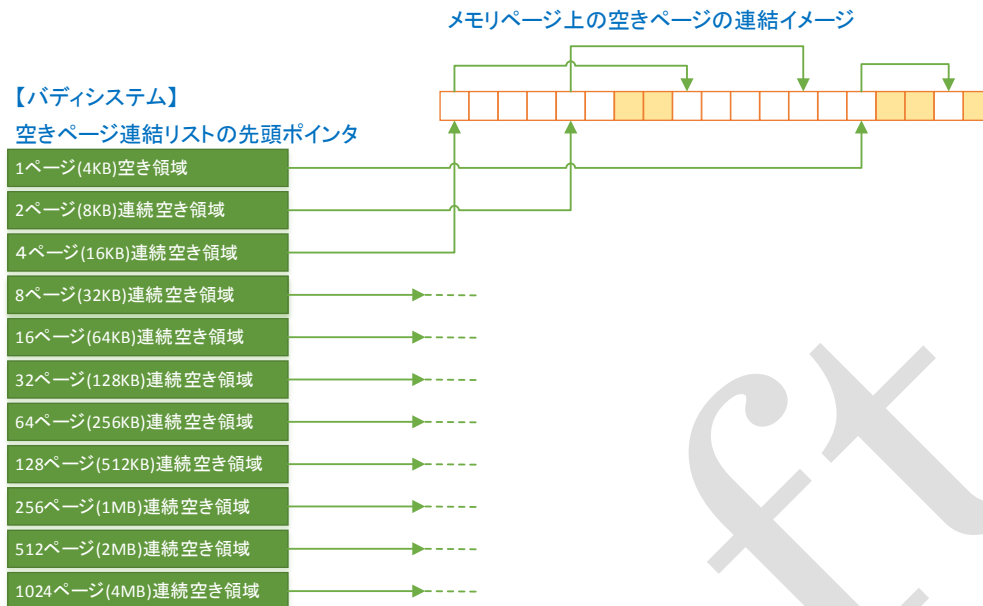 メモリページ上の空きページの連結イメージ
【バディシステム】
空きページ連結リストの先頭ポインタ
1ページ(4KB)空き領域
2ページ(8KB)連続空き領域
４ページ(16KB)連続空き領域
8ページ(32KB)連続空き領域
16ページ(64KB)連続空き領域
32ページ(128KB)連続空き領域
64ページ(256KB)連続空き領域
128ページ(512KB)連続空き領域
256ページ(1MB)連続空き領域
512ページ(2MB)連続空き領域
1024ページ(4MB)連続空き領域
ft